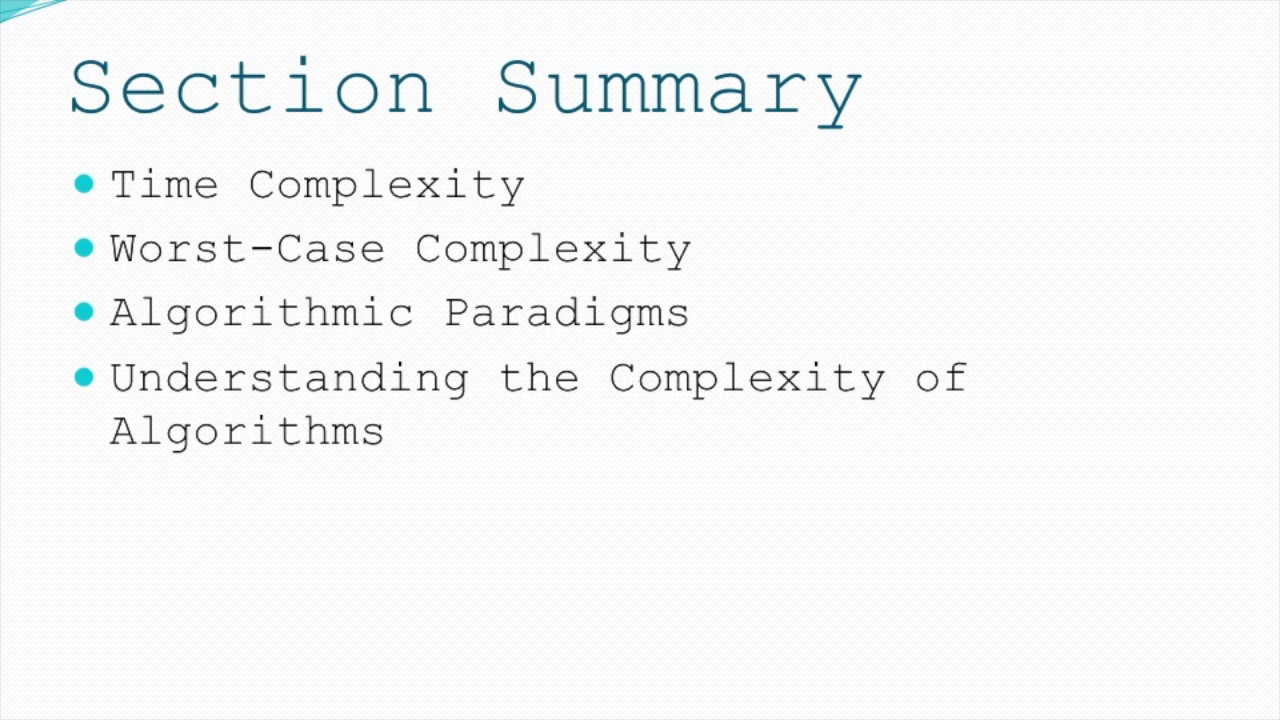 Section Summary
Time Complexity
Worst-Case Complexity
Algorithmic Paradigms
Understanding the Complexity of
Algorithms